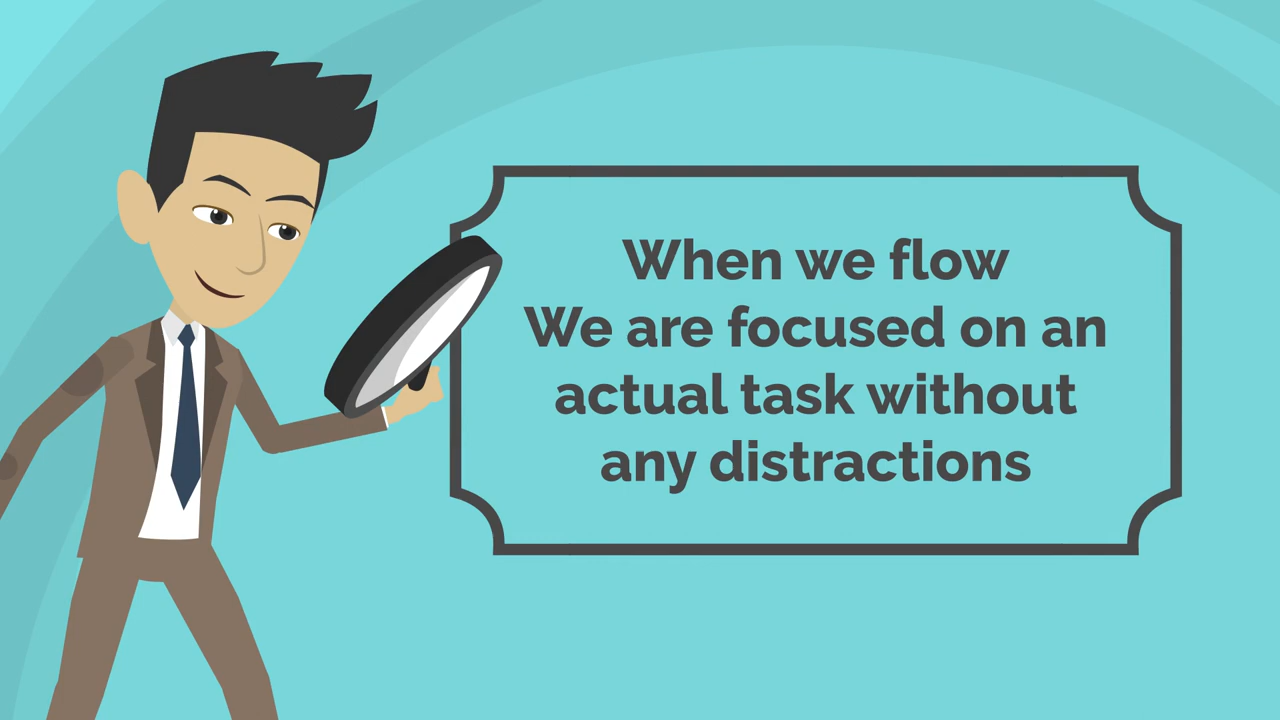 When we flow
We are focused on an
actual task without
any distractions